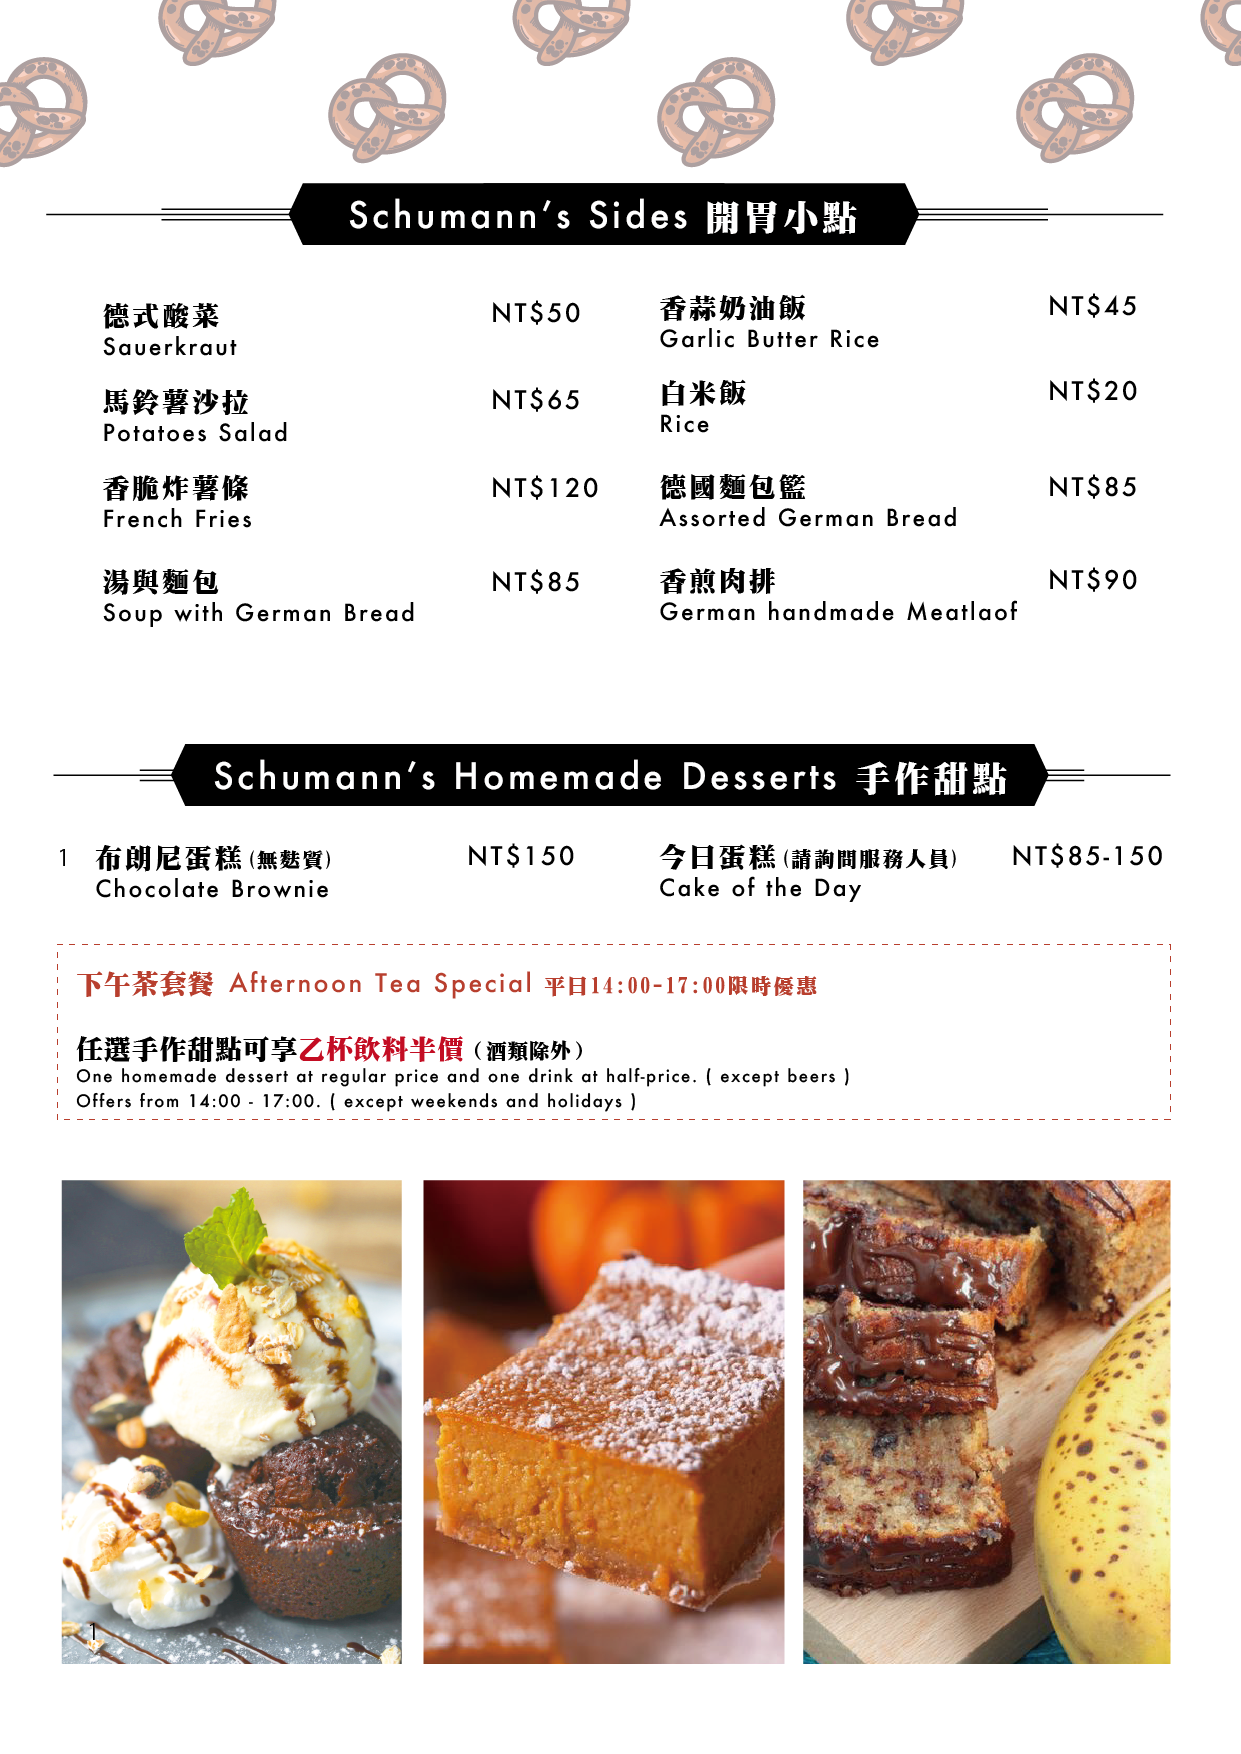 Schumann's Sides 開胃小點
德式酸菜 NT$50
Sauerkraut
馬鈴薯沙拉 NT$65
Potatoes Salad
香脆炸薯條 NT$120
French Fries
湯與麵包 NT$85
Soup with German Bread
香蒜奶油飯 NT$45
Garlic Butter Rice
白米飯 NT$20
Rice
德國麵包籃 NT$85
Assorted German Bread
香煎肉排 NT$90
German handmade Meatlaof
Schumann's Homemade Desserts 手作甜點
1 布朗尼蛋糕 (無麩質) NT$150
Chocolate Brownie
今日蛋糕 (請詢問服務人員) NT$85-150
Cake of the Day
下午茶套餐 Afternoon Tea Special 平日14:00-17:00限時優惠
任選手作甜點可享乙杯飲料半價 ( 酒類除外 )
One homemade dessert at regular price and one drink at half-price. ( except beers )
Offers from 14:00 - 17:00. ( except weekends and holidays )
1